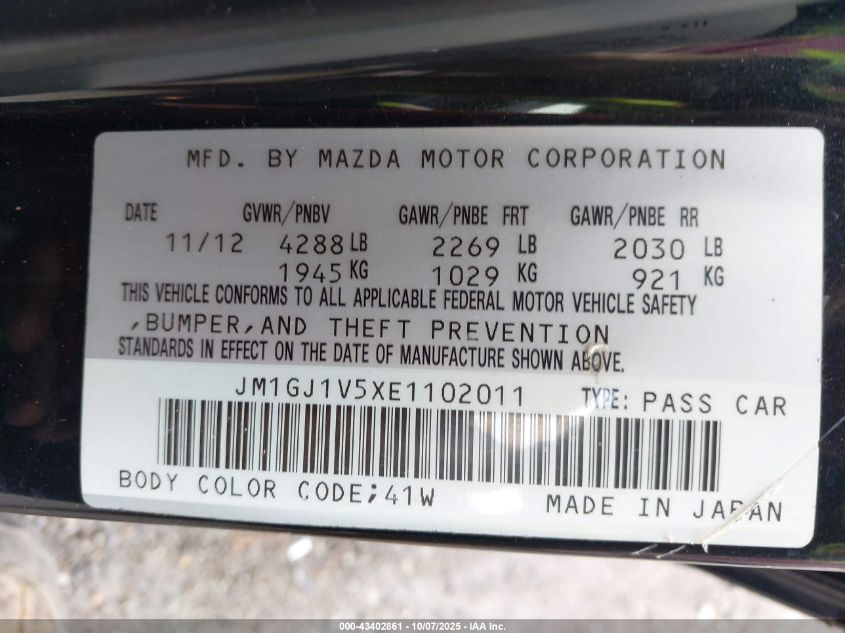 MFD. BY MAZDA MOTOR CORPORATION
DATE GVWR/PNBV GAWR/PNBE FRT GAWR/PNBE RR
11/12 4288 LB 2269 LB 2030 LB
1945 KG 1029 KG 921 KG
THIS VEHICLE CONFORMS TO ALL APPLICABLE FEDERAL MOTOR VEHICLE SAFETY
,BUMPER,AND THEFT PREVENTION
STANDARDS IN EFFECT ON THE DATE OF MANUFACTURE SHOWN ABOVE.
JM1GJ1V5XE1102011 TYPE: PASS CAR
BODY COLOR CODE;41W MADE IN JAPAN
000-43402861 - 10/07/2025 - IAA Inc.